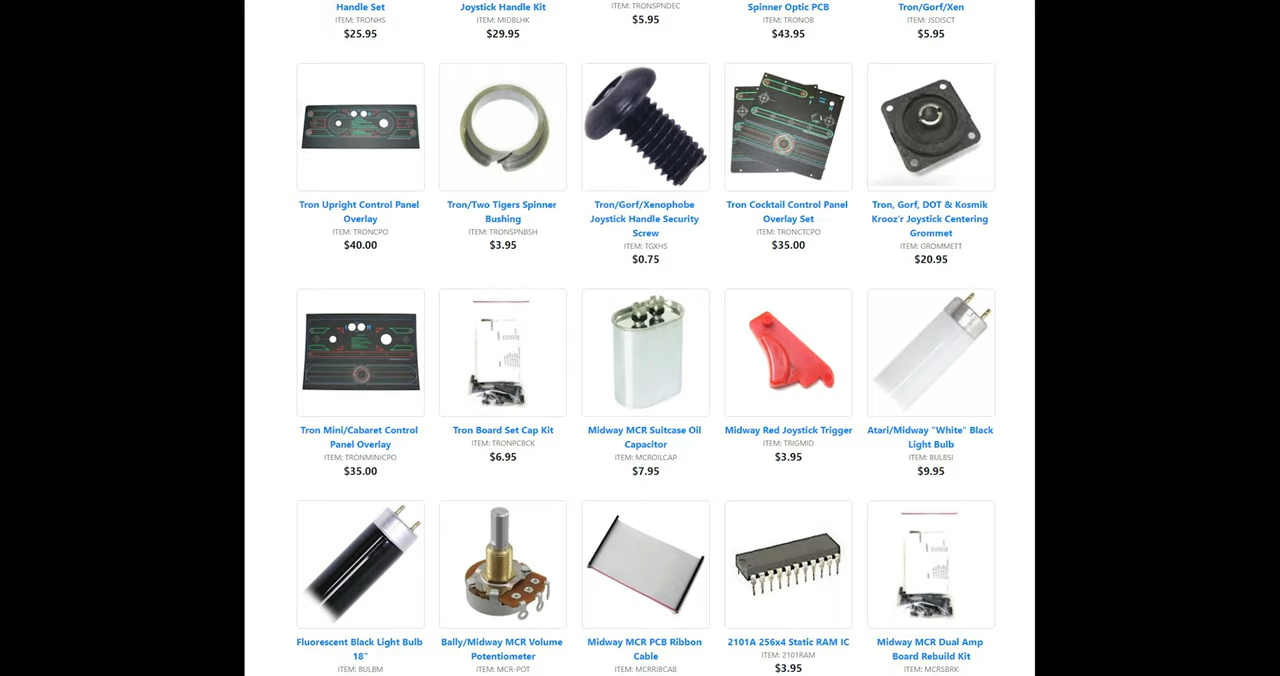 Handle Set
ITEM: TRONHS
$25.95
Joystick Handle Kit
ITEM: MIDBLHK
$29.95
ITEM: TRONSPNDEC
$5.95
Spinner Optic PCB
ITEM: TRONOB
$43.95
Tron/Gorf/Xen
ITEM: JSDISCT
$5.95
Tron Upright Control Panel
Overlay
ITEM: TRONCPO
$40.00
Tron/Two Tigers Spinner
Bushing
ITEM: TRONSPNBSH
$3.95
Tron/Gorf/Xenophobe
Joystick Handle Security
Screw
ITEM: TGXHS
$0.75
Tron Cocktail Control Panel
Overlay Set
ITEM: TRONCTCPO
$35.00
Tron, Gorf, DOT & Kosmik
Krooz'r Joystick Centering
Grommet
ITEM: GROMMETT
$20.95
Tron Mini/Cabaret Control
Panel Overlay
ITEM: TRONMINICPO
$35.00
Tron Board Set Cap Kit
ITEM: TRONPCBCK
$6.95
Midway MCR Suitcase Oil
Capacitor
ITEM: MCROILCAP
$7.95
Midway Red Joystick Trigger
ITEM: TRIGMID
$3.95
Atari/Midway "White" Black
Light Bulb
ITEM: BULBSI
$9.95
Fluorescent Black Light Bulb
18"
ITEM: BULBM
Bally/Midway MCR Volume
Potentiometer
ITEM: MCR-POT
Midway MCR PCB Ribbon
Cable
ITEM: MCRRIBCAB
2101A 256x4 Static RAM IC
ITEM: 2101RAM
$3.95
Midway MCR Dual Amp
Board Rebuild Kit
ITEM: MCRSBRK